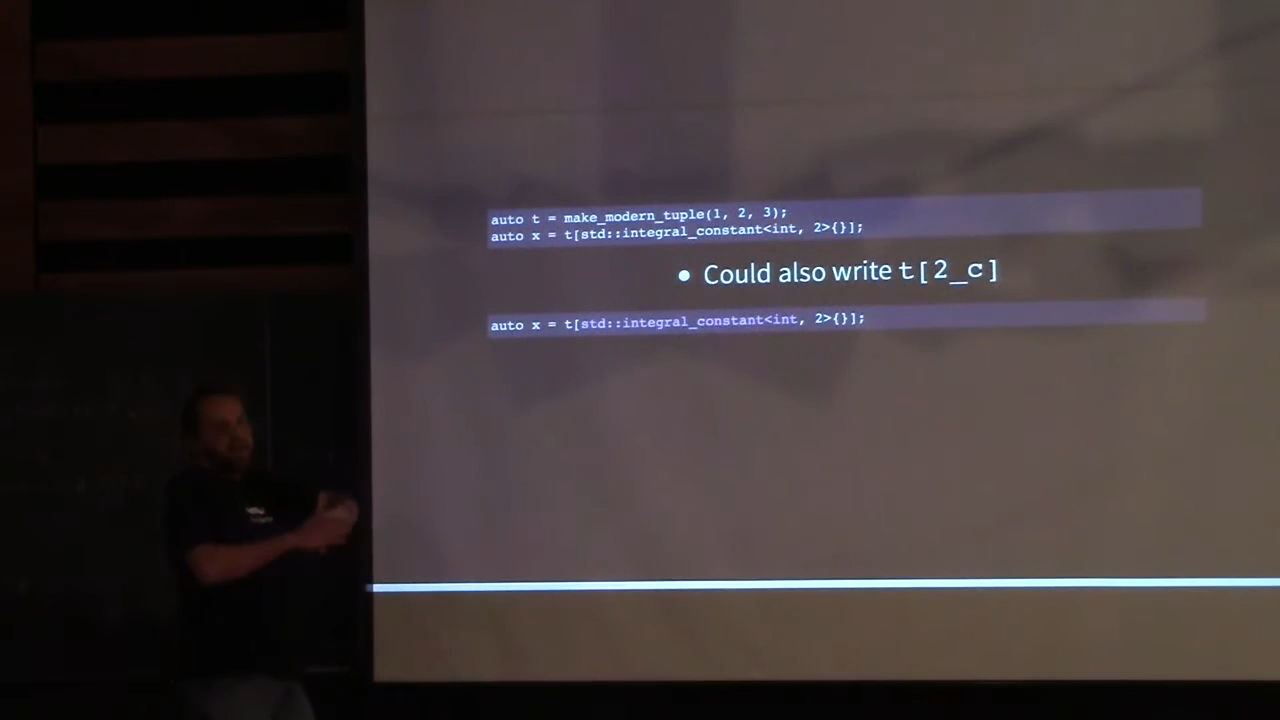 auto t = make_modern_tuple(1, 2, 3);
auto x = t[std::integral_constant<int, 2>{}];
• Could also write t[2_c]
auto x = t[std::integral_constant<int, 2>{}];